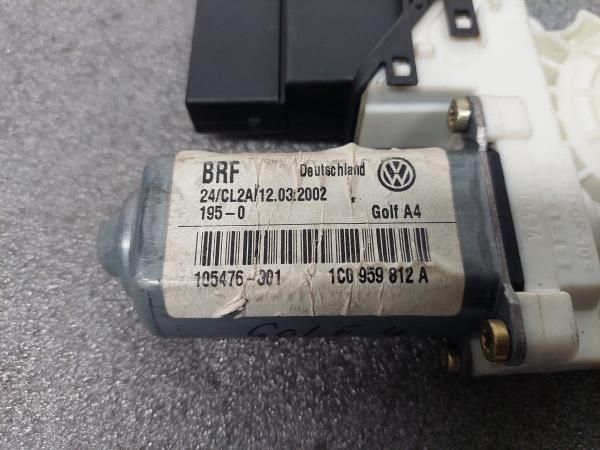 BRF Deutschland
24/CL2A/12.03.2002
195-0 Golf A4
105476-301 1C0 959 812 A
GOLF 4